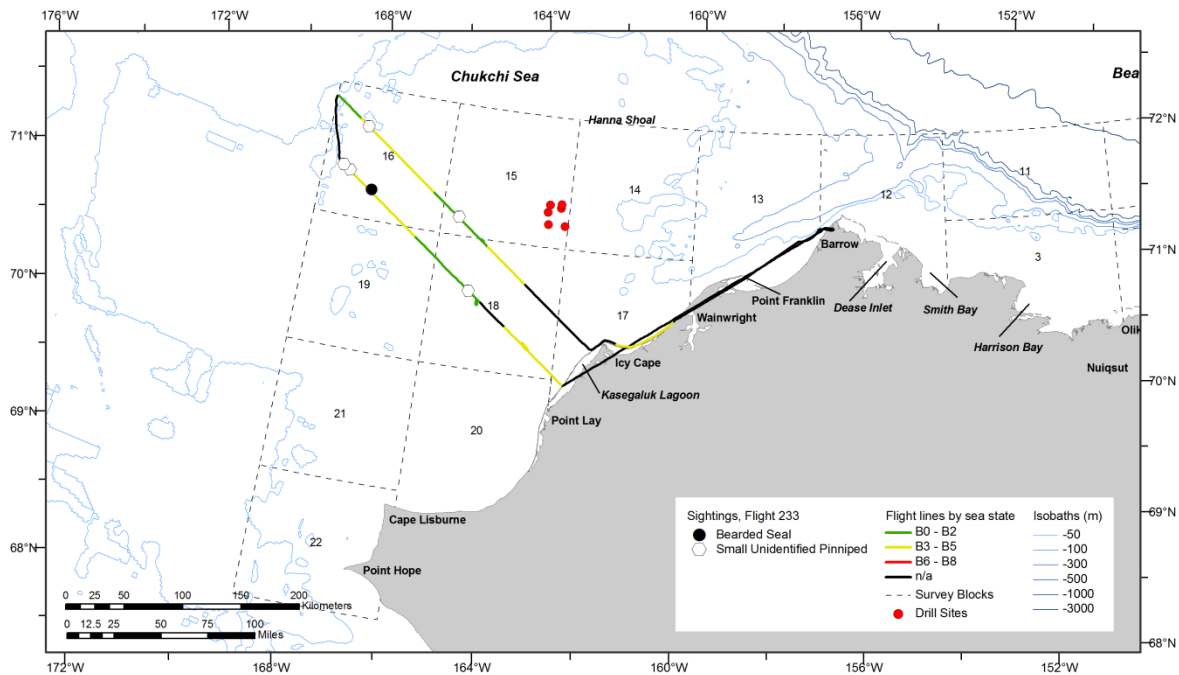 176°W 168°W 164°W 160°W 156°W 152°W
Chukchi Sea
Bea
72°N
71°N
Hanna Shoal
16
15
14
13
12
11
71°N
Barrow
3
70°N
19
18
17
Point Franklin
Wainwright
Dease Inlet
Smith Bay
Harrison Bay
Olik
Icy Cape
Nuiqsut
70°N
Kasegaluk Lagoon
69°N
21
20
Point Lay
Cape Lisburne
69°N
68°N
22
Point Hope
Sightings, Flight 233
Bearded Seal
Small Unidentified Pinniped
Flight lines by sea state
B0 - B2
B3 - B5
B6 - B8
n/a
Survey Blocks
Drill Sites
Isobaths (m)
-50
-100
-300
-500
-1000
-3000
0 25 50 100 150 200
Kilometers
0 12.5 25 50 75 100
Miles
68°N
172°W 168°W 164°W 160°W 156°W 152°W